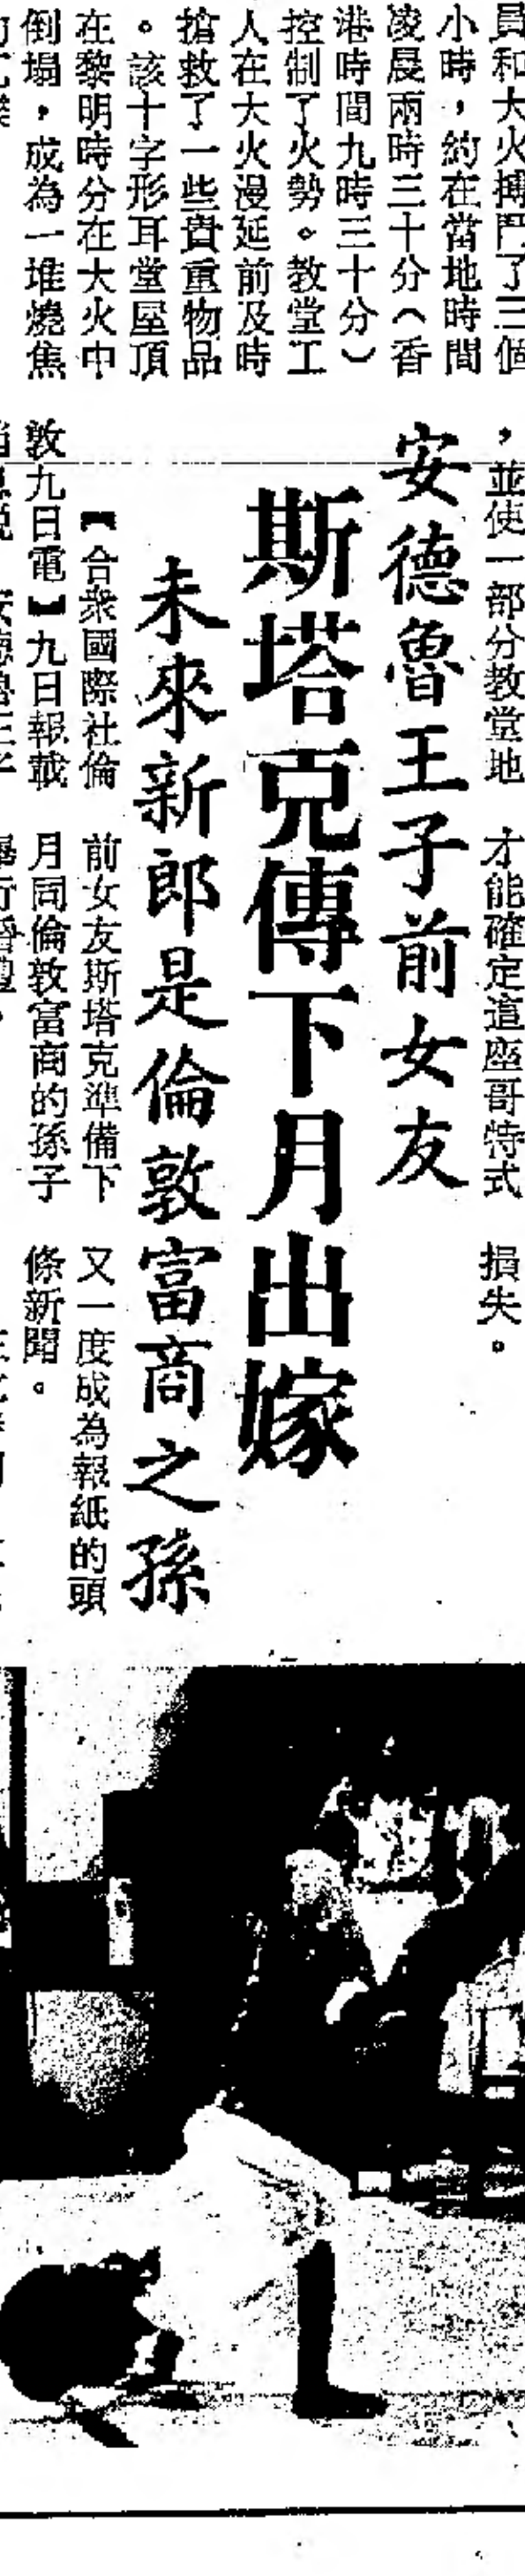 員和大火搏鬥了三個
小時，約在當地時間
凌晨兩時三十分（香
港時間九時三十分）
控制了火勢。教堂工
人在大火漫延前及時
搶救了一些貴重物品
。該十字形耳堂屋頂
在黎明時分在大火中
倒塌，成為一堆燒焦
，並使一部分教堂地
才能確定這座哥特式
損失。
安德魯王子前女友
斯塔克傳下月出嫁
未來新郎是倫敦富商之孫
【合衆國際社倫
敦九日電】九日報載
前女友斯塔克準備下
月同倫敦富商的孫子
舉行婚禮。
又一度成為報紙的頭
條新聞。